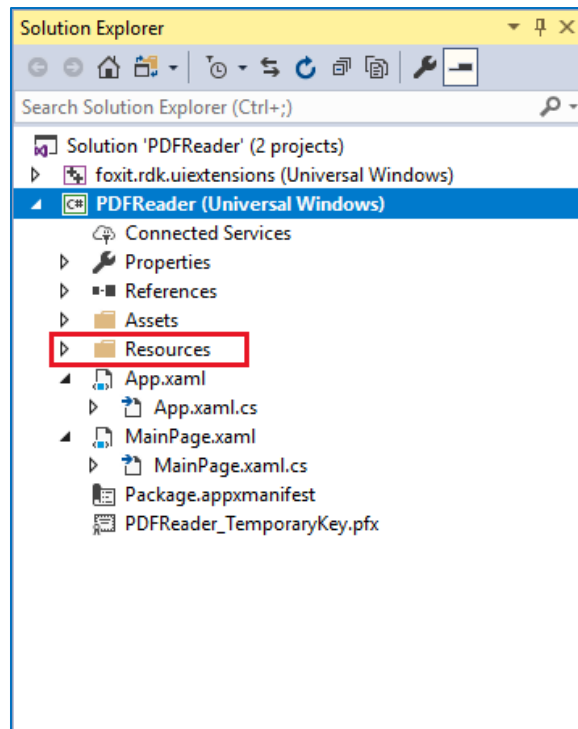 Solution Explorer
Search Solution Explorer (Ctrl+;)
Solution 'PDFReader' (2 projects)
foxit.rdk.uiextensions (Universal Windows)
C# PDFReader (Universal Windows)
Connected Services
Properties
References
Assets
Resources
App.xaml
App.xaml.cs
MainPage.xaml
MainPage.xaml.cs
Package.appxmanifest
PDFReader_TemporaryKey.pfx